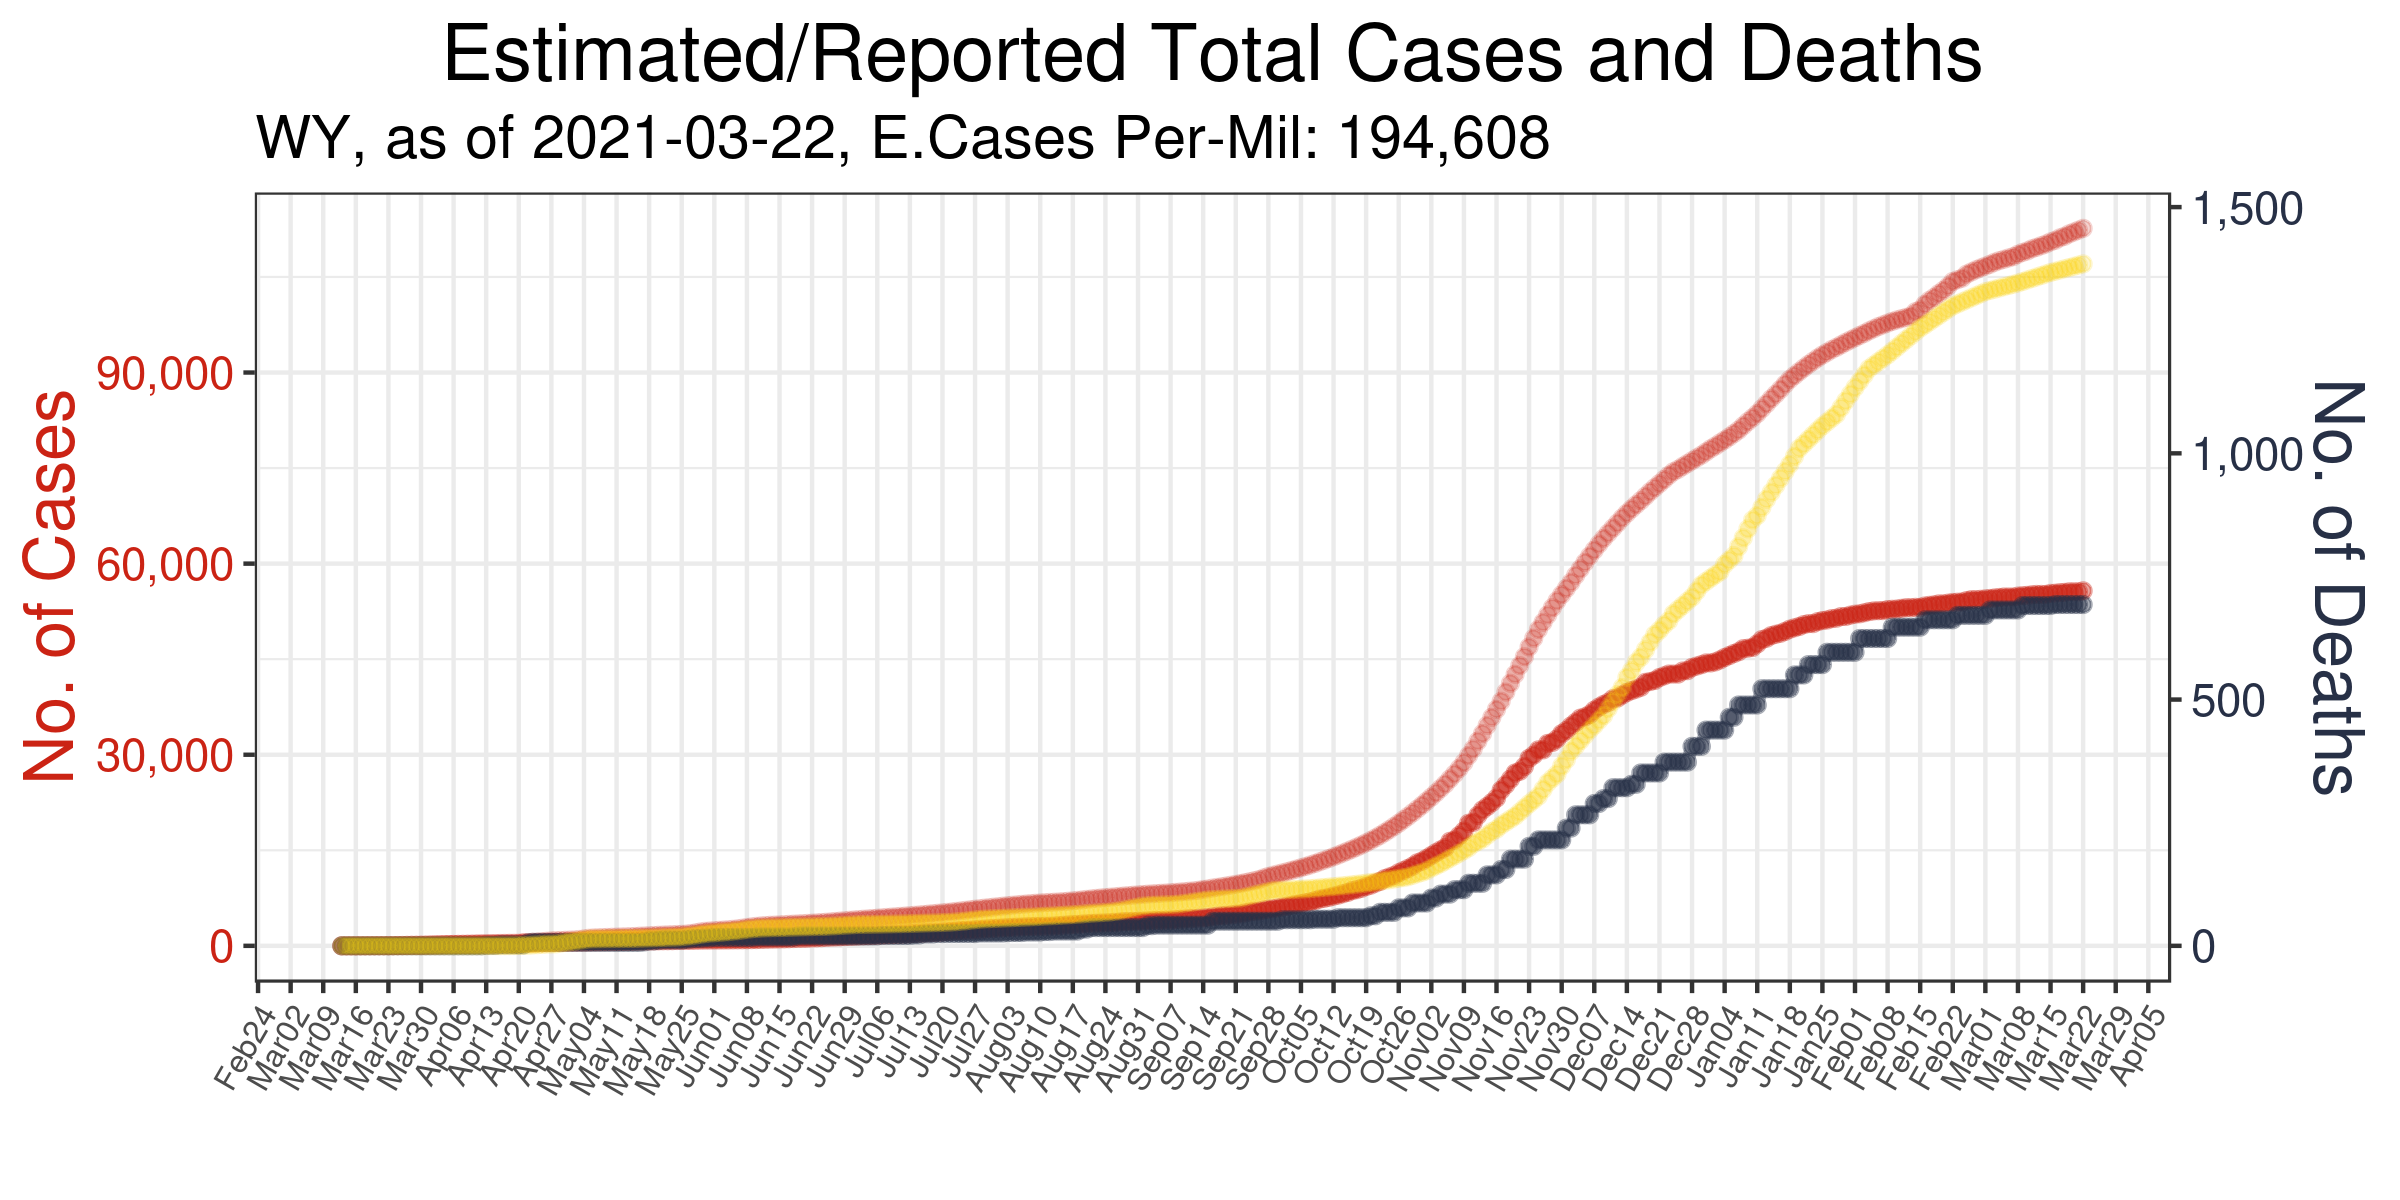 Estimated/Reported Total Cases and Deaths
WY, as of 2021-03-22, E.Cases Per-Mil: 194,608
No. of Cases
90,000
60,000
30,000
0
1,500
1,000
500
0
No. of Deaths
Feb24
Mar02
Mar09
Mar16
Mar23
Mar30
Apr06
Apr13
Apr20
Apr27
May04
May11
May18
May25
Jun01
Jun08
Jun15
Jun22
Jun29
Jul06
Jul13
Jul20
Jul27
Aug03
Aug10
Aug17
Aug24
Aug31
Sep07
Sep14
Sep21
Sep28
Oct05
Oct12
Oct19
Oct26
Nov02
Nov09
Nov16
Nov23
Nov30
Dec07
Dec14
Dec21
Dec28
Jan04
Jan11
Jan18
Jan25
Feb01
Feb08
Feb15
Feb22
Mar01
Mar08
Mar15
Mar22
Mar29
Apr05